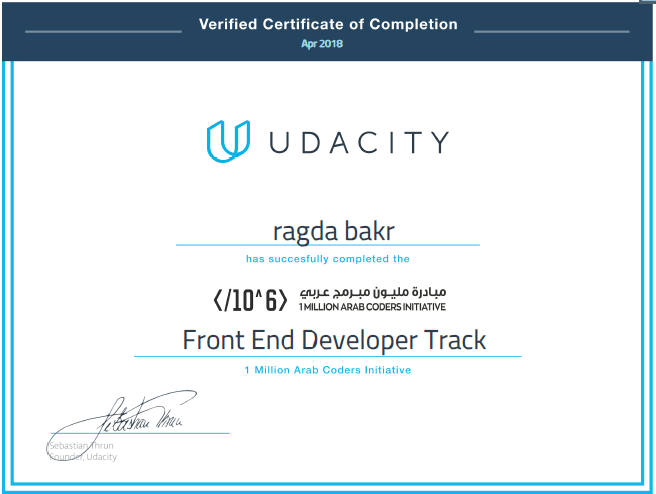 Verified Certificate of Completion
Apr 2018
UDACITY
ragda bakr
has succesfully completed the
</10^6> مبادرة مليون مبرمج عربي
1 MILLION ARAB CODERS INITIATIVE
Front End Developer Track
1 Million Arab Coders Initiative
Sebastian Thrun
Sebastian Thrun
Founder, Udacity